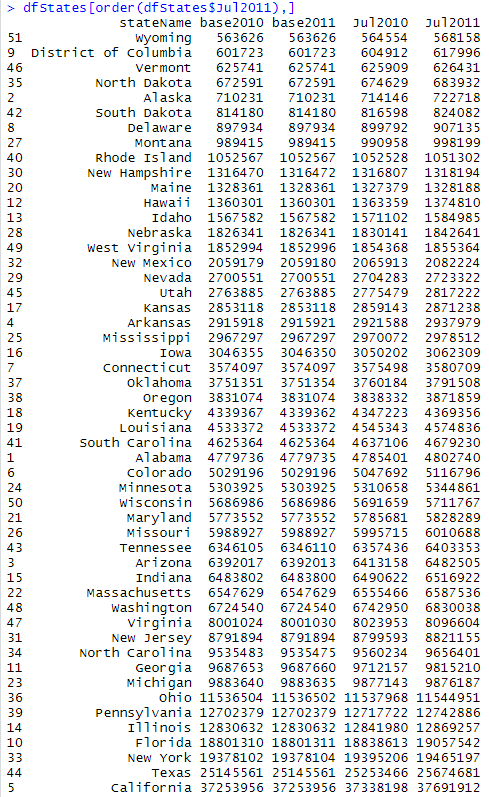 > dfStates[order(dfStates$Jul2011),]
stateName base2010 base2011 Jul2010 Jul2011
51 Wyoming 563626 563626 564554 568158
9 District of Columbia 601723 601723 604912 617996
46 Vermont 625741 625741 625909 626431
35 North Dakota 672591 672591 674629 683932
2 Alaska 710231 710231 714146 722718
42 South Dakota 814180 814180 816598 824082
8 Delaware 897934 897934 899792 907135
27 Montana 989415 989415 990958 998199
40 Rhode Island 1052567 1052567 1052528 1051302
30 New Hampshire 1316470 1316472 1316807 1318194
20 Maine 1328361 1328361 1327379 1328188
12 Hawaii 1360301 1360301 1363359 1374810
13 Idaho 1567582 1567582 1571102 1584985
28 Nebraska 1826341 1826341 1830141 1842641
49 West Virginia 1852994 1852996 1854368 1855364
32 New Mexico 2059179 2059180 2065913 2082224
29 Nevada 2700551 2700551 2704283 2723322
45 Utah 2763885 2763885 2775479 2817222
17 Kansas 2853118 2853118 2859143 2871238
4 Arkansas 2915918 2915921 2921588 2937979
25 Mississippi 2967297 2967297 2970072 2978512
16 Iowa 3046355 3046350 3050202 3062309
7 Connecticut 3574097 3574097 3575498 3580709
37 Oklahoma 3751351 3751354 3760184 3791508
38 Oregon 3831074 3831074 3838332 3871859
18 Kentucky 4339367 4339362 4347223 4369356
19 Louisiana 4533372 4533372 4545343 4574836
41 South Carolina 4625364 4625364 4637106 4679230
1 Alabama 4779736 4779735 4785401 4802740
6 Colorado 5029196 5029196 5047692 5116796
24 Minnesota 5303925 5303925 5310658 5344861
50 Wisconsin 5686986 5686986 5691659 5711767
21 Maryland 5773552 5773552 5785681 5828289
26 Missouri 5988927 5988927 5995715 6010688
43 Tennessee 6346105 6346110 6357436 6403353
3 Arizona 6392017 6392013 6413158 6482505
15 Indiana 6483802 6483800 6490622 6516922
22 Massachusetts 6547629 6547629 6555466 6587536
48 Washington 6724540 6724540 6742950 6830038
47 Virginia 8001024 8001030 8023953 8096604
31 New Jersey 8791894 8791894 8799593 8821155
34 North Carolina 9535483 9535475 9560234 9656401
11 Georgia 9687653 9687660 9712157 9815210
23 Michigan 9883640 9883635 9877143 9876187
36 Ohio 11536504 11536502 11537968 11544951
39 Pennsylvania 12702379 12702379 12717722 12742886
14 Illinois 12830632 12830632 12841980 12869257
10 Florida 18801310 18801311 18838613 19057542
33 New York 19378102 19378104 19395206 19465197
44 Texas 25145561 25145561 25253466 25674681
5 California 37253956 37253956 37338198 37691912